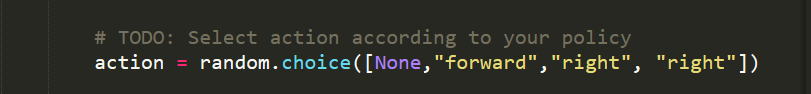 # TODO: Select action according to your policy
action = random.choice([None,"forward","right", "right"])